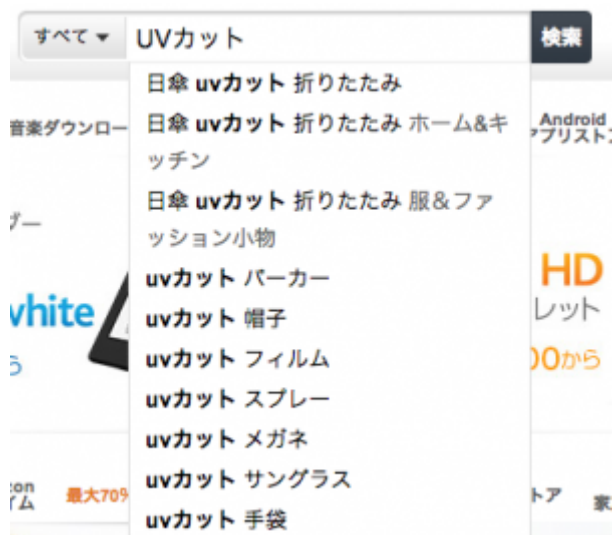 すべて▼ UVカット 検索
日傘 uvカット 折りたたみ
音楽ダウンロー
日傘 uvカット 折りたたみ ホーム&キ
ッチン
Android
アプリスト
日傘 uvカット 折りたたみ 服&ファ
ッション小物
uvカット パーカー
HD
white
uvカット 帽子
レット
uvカット フィルム
00から
ら
uvカット スプレー
uvカット メガネ
uvカット サングラス
最大70%
トア
uvカット 手袋